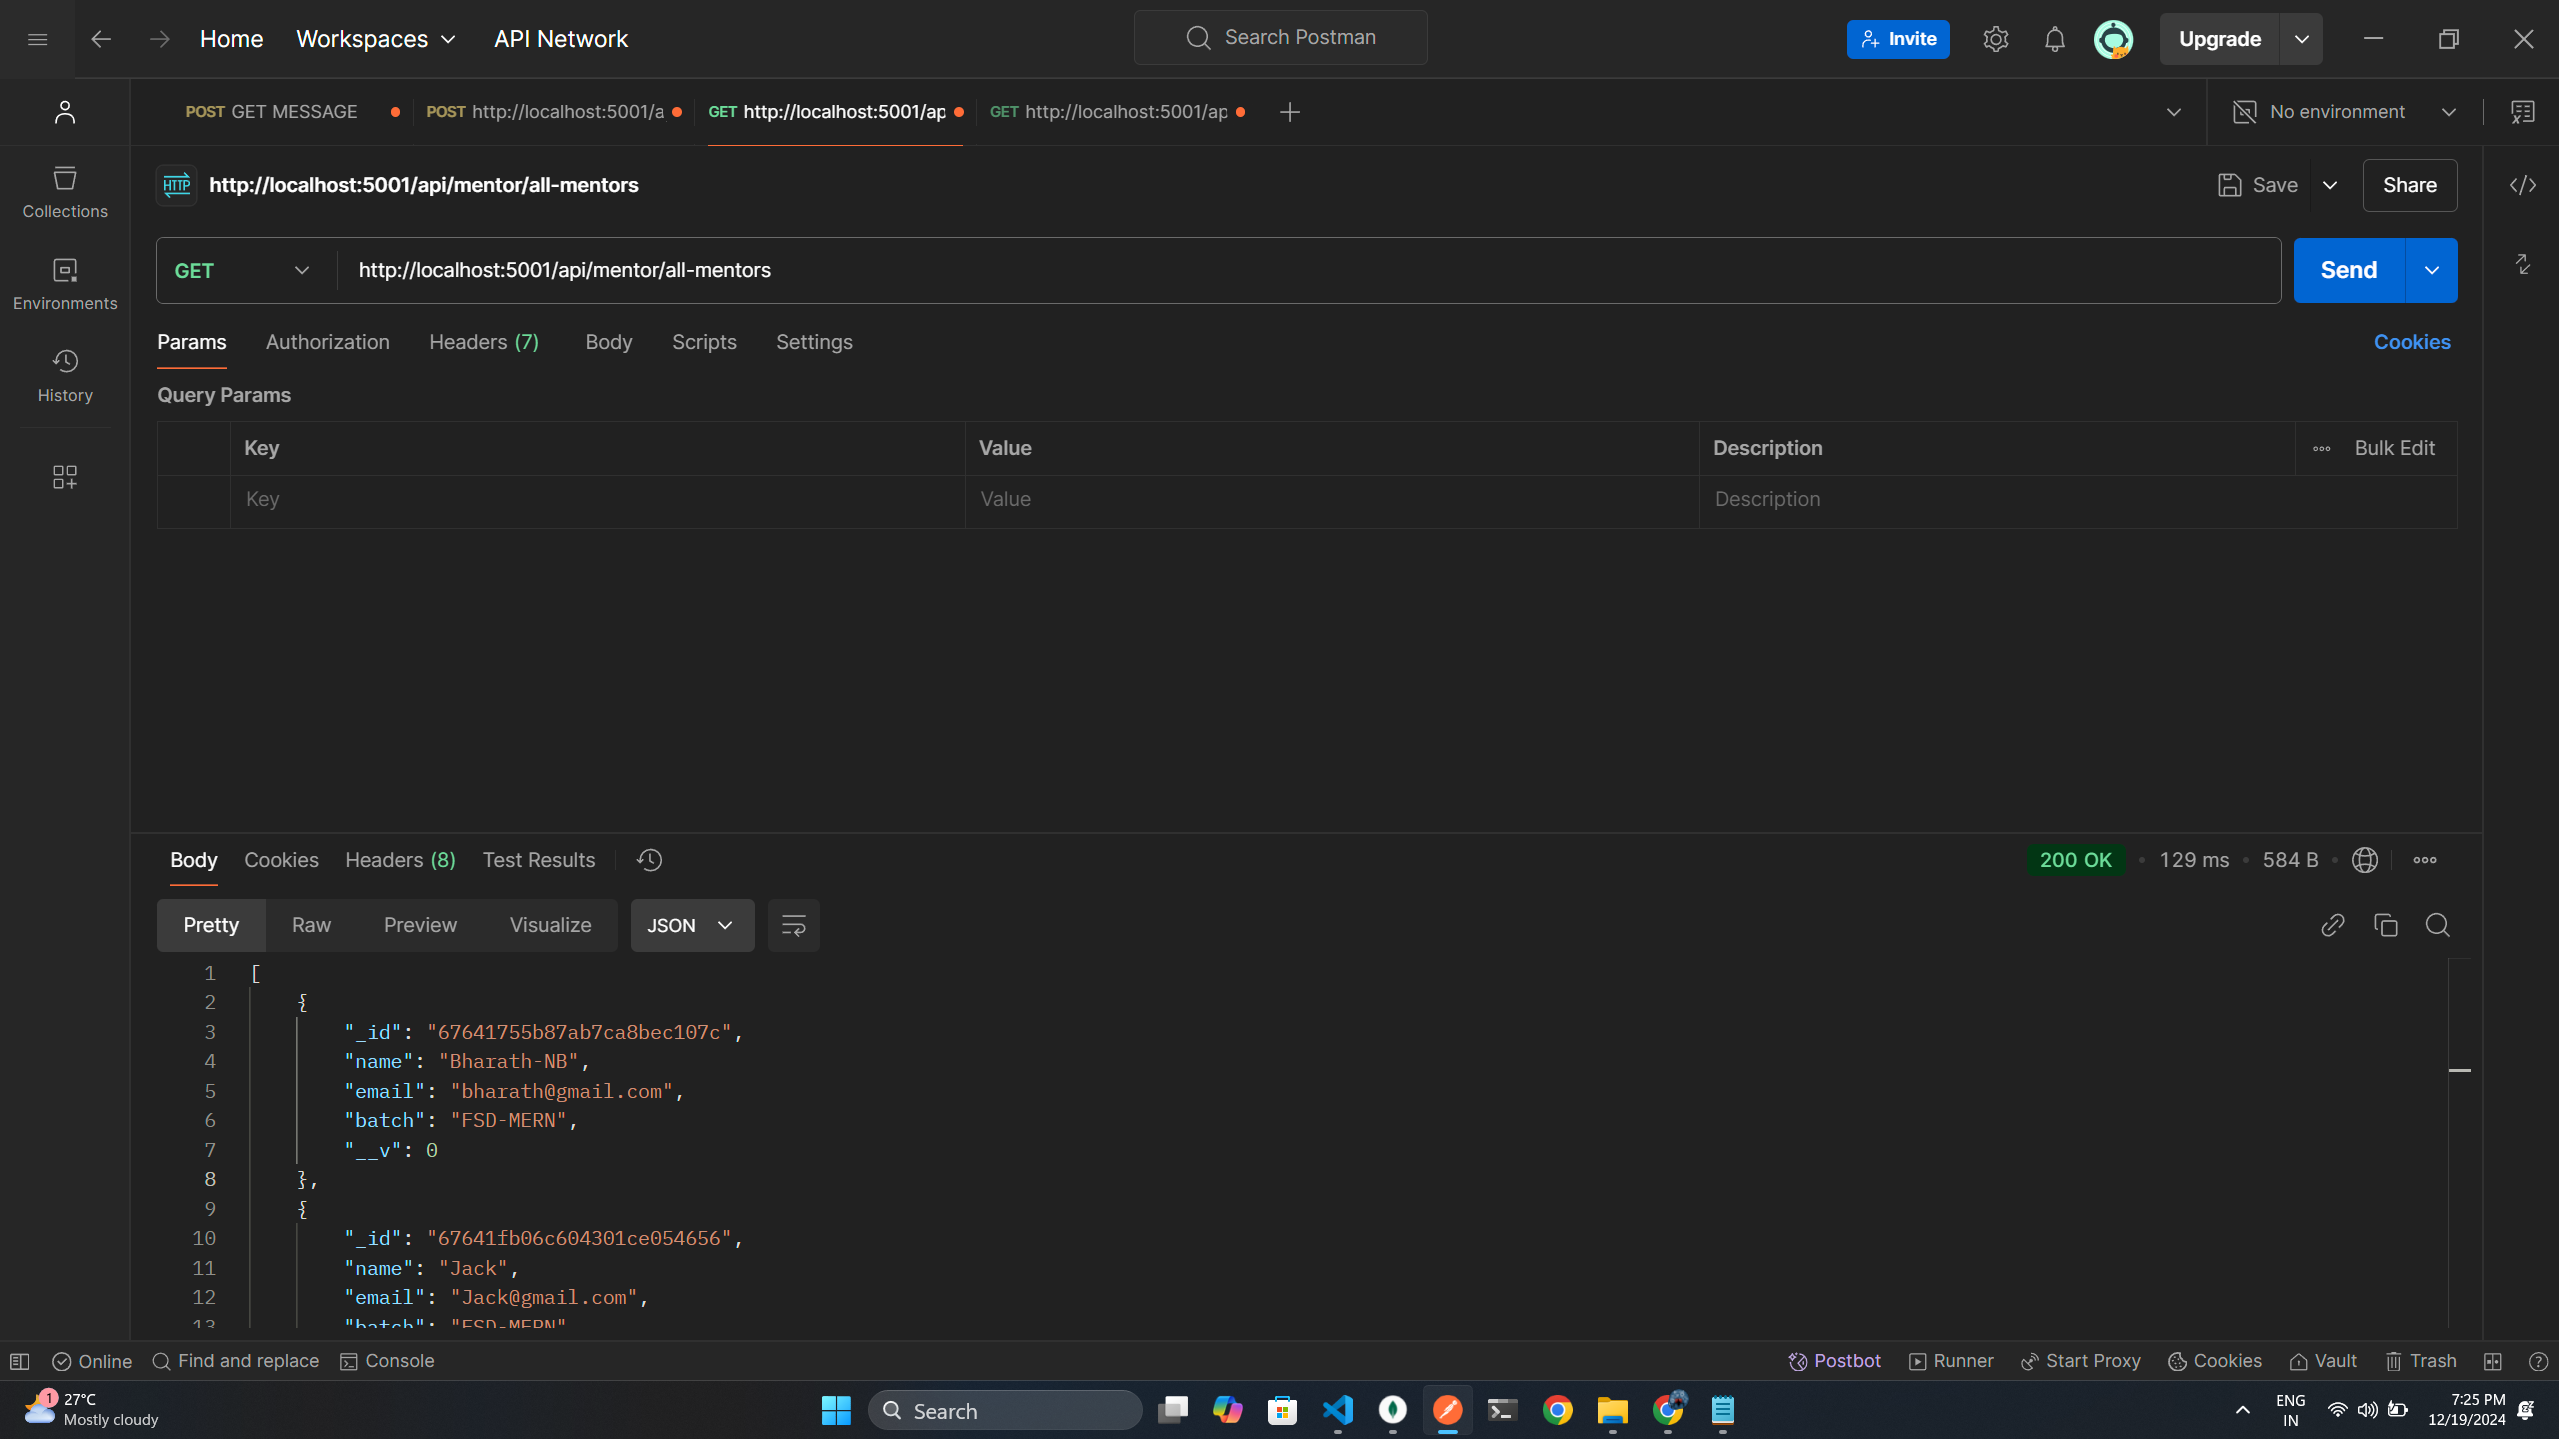 Home Workspaces API Network Search Postman Invite Upgrade
POST GET MESSAGE POST http://localhost:5001/a GET http://localhost:5001/ap GET http://localhost:5001/ap No environment
HTTP http://localhost:5001/api/mentor/all-mentors Save Share
Collections
GET http://localhost:5001/api/mentor/all-mentors Send
Environments
Params Authorization Headers (7) Body Scripts Settings Cookies
History
Query Params
Key Value Description Bulk Edit
Key Value Description
Body Cookies Headers (8) Test Results 200 OK 129 ms 584 B
Pretty Raw Preview Visualize JSON
1 [
2 {
3 "_id": "67641755b87ab7ca8bec107c",
4 "name": "Bharath-NB",
5 "email": "bharath@gmail.com",
6 "batch": "FSD-MERN",
7 "__v": 0
8 },
9 {
10 "_id": "67641fb06c604301ce054656",
11 "name": "Jack",
12 "email": "Jack@gmail.com",
13 "batch": "FSD-MERN"
Online Find and replace Console Postbot Runner Start Proxy Cookies Vault Trash
1 27°C
Mostly cloudy
Search
ENG
IN
7:25 PM
12/19/2024